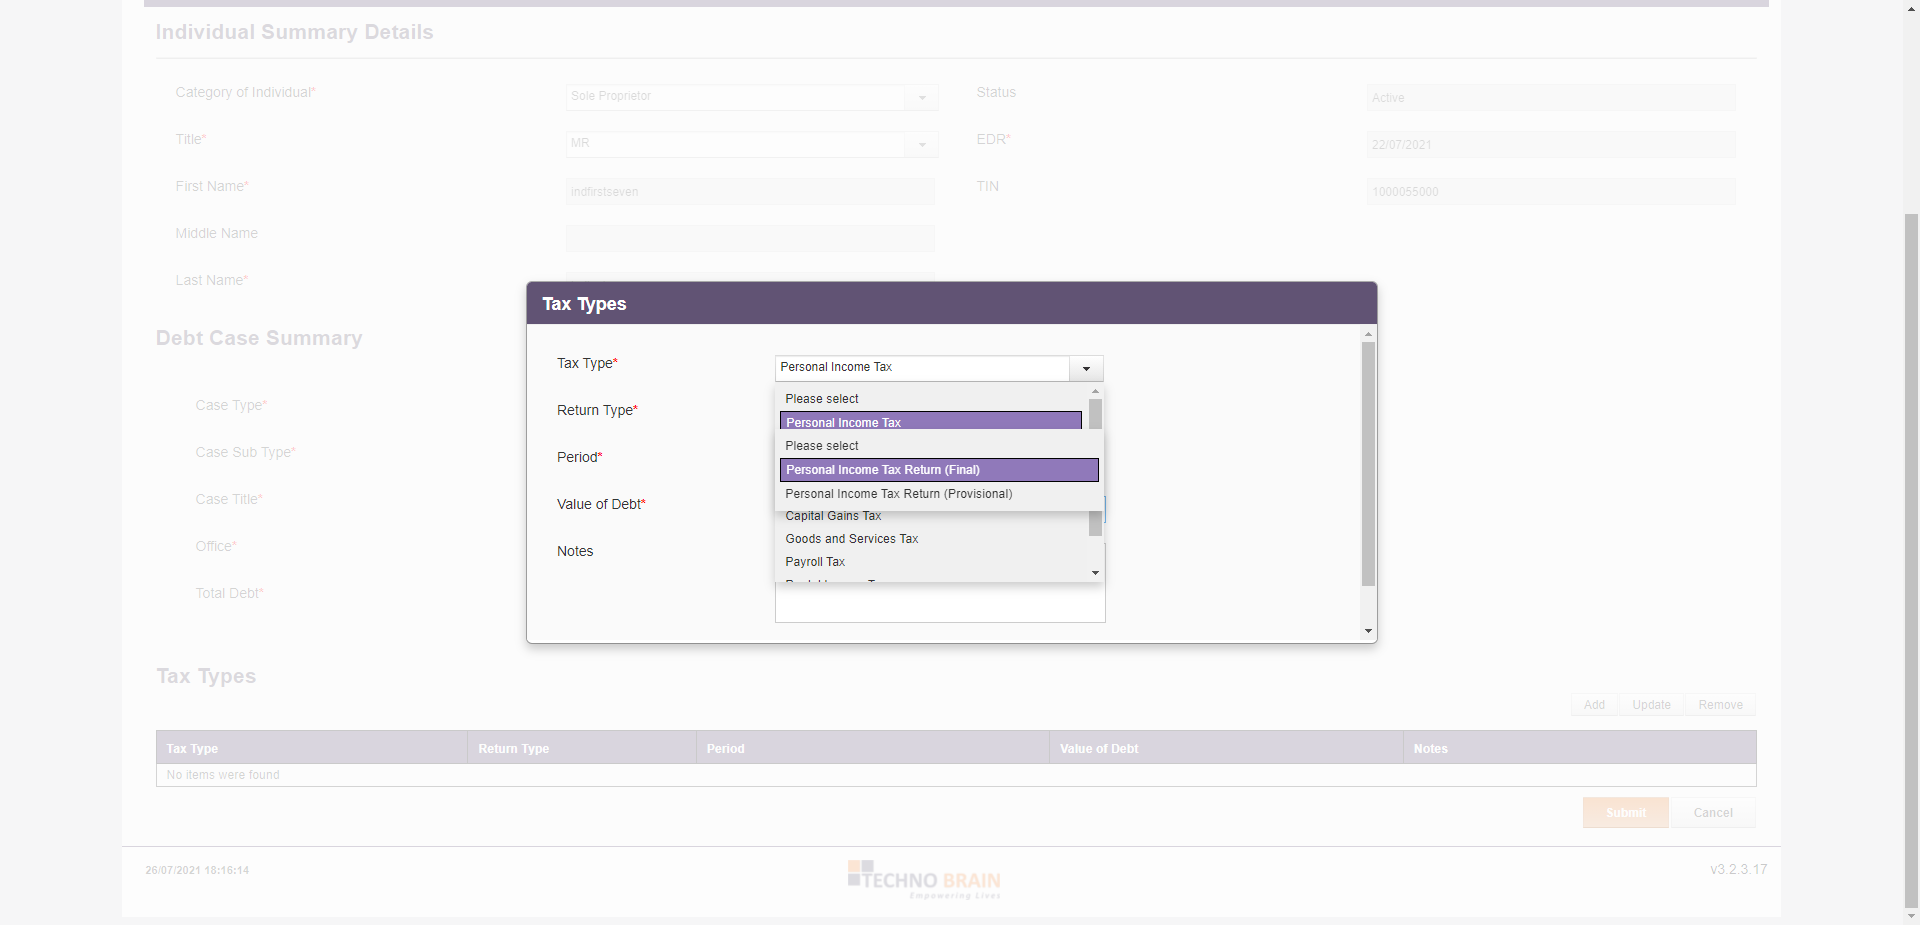 Individual Summary Details
Category of Individual* Sole Proprietor Status Active
Title* MR EDR* 22/07/2021
First Name* indfirstseven TIN 1000055000
Middle Name
Last Name*
Tax Types
Tax Type* Personal Income Tax
Please select
Return Type*
Personal Income Tax
Please select
Period*
Personal Income Tax Return (Final)
Personal Income Tax Return (Provisional)
Value of Debt*
Capital Gains Tax
Goods and Services Tax
Notes
Payroll Tax
Debt Case Summary
Case Type*
Case Sub Type*
Case Title*
Office*
Total Debt*
Tax Types
Add Update Remove
Tax Type Return Type Period Value of Debt Notes
No items were found
Submit Cancel
26/07/2021 18:16:14 TECHNO BRAIN v3.2.3.17
Empowering Lives